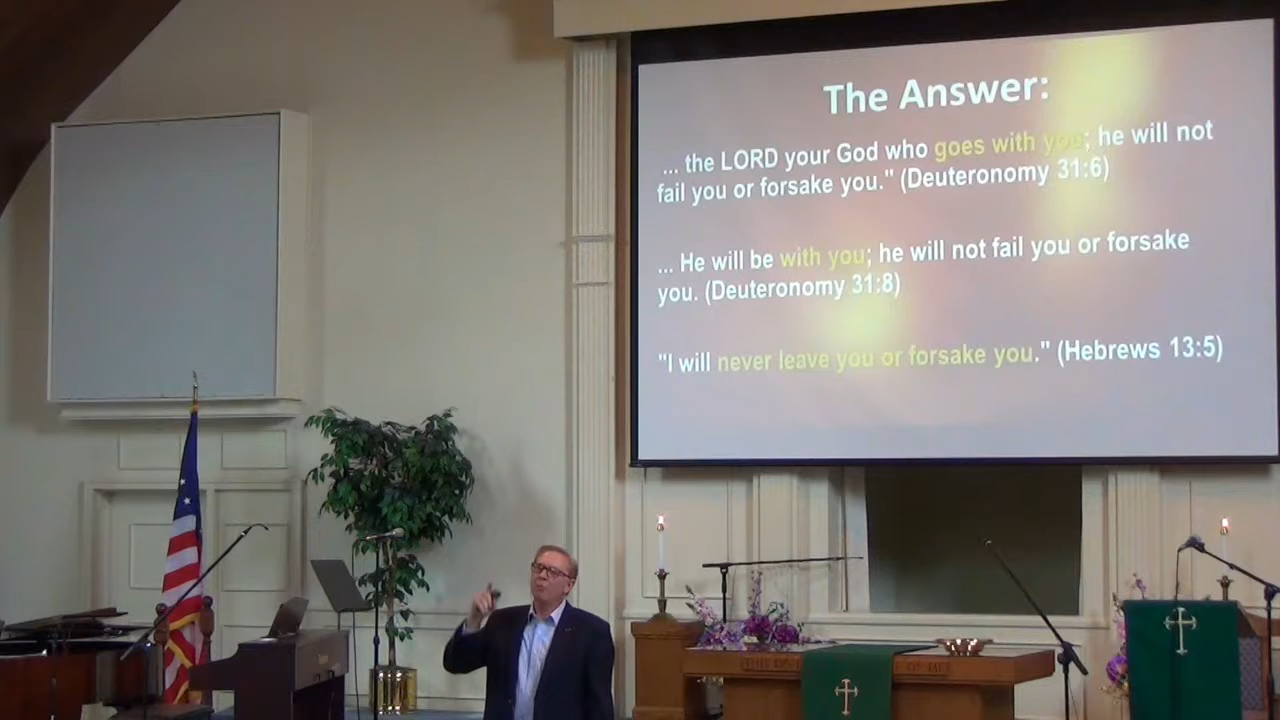 The Answer:
... the LORD your God who goes with you; he will not
fail you or forsake you." (Deuteronomy 31:6)
... He will be with you; he will not fail you or forsake
you. (Deuteronomy 31:8)
"I will never leave you or forsake you." (Hebrews 13:5)
OF ME